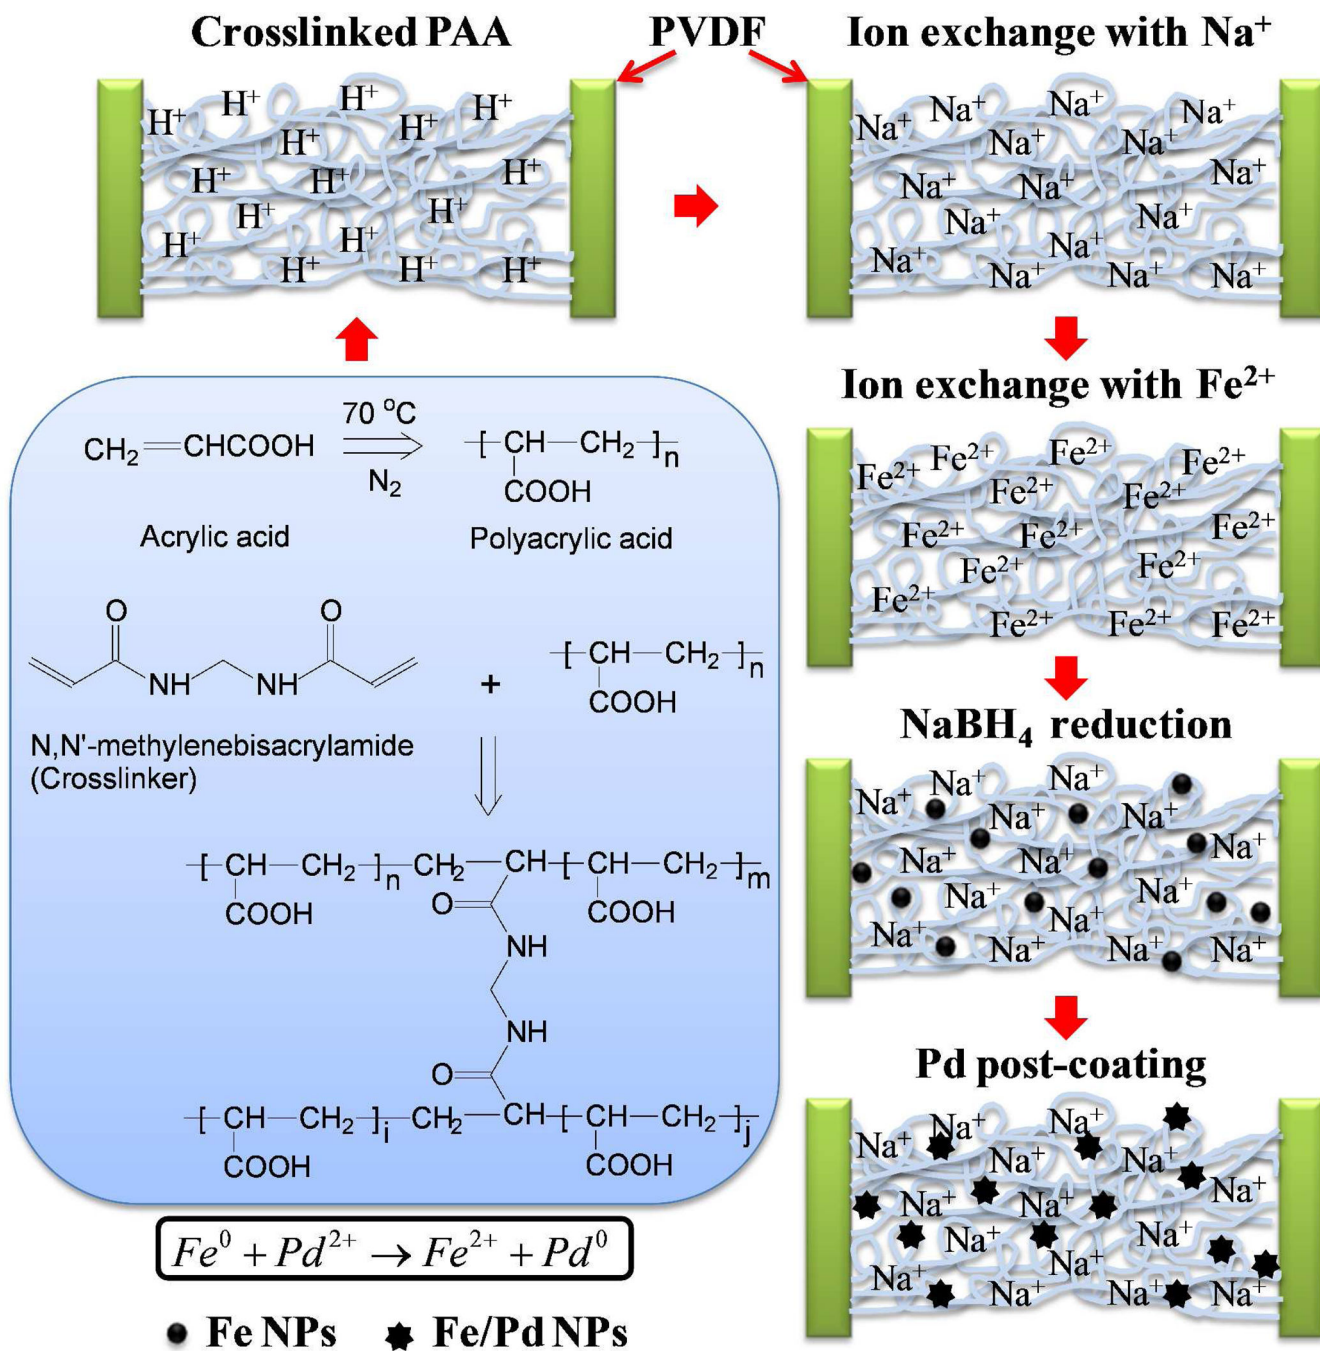 Crosslinked PAA
PVDF
Ion exchange with Na⁺
H⁺ H⁺ H⁺ H⁺
H⁺ H⁺
H⁺ H⁺ H⁺
H⁺ H⁺
H⁺ H⁺
H⁺ H⁺ H⁺
Na⁺ Na⁺ Na⁺ Na⁺
Na⁺ Na⁺
Na⁺ Na⁺ Na⁺
Na⁺ Na⁺
Na⁺ Na⁺
Na⁺ Na⁺ Na⁺
CH₂=CHCOOH
70 °C
N₂
-[-CH-CH₂-]-n
COOH
Acrylic acid
Polyacrylic acid
O O
NH NH
+
-[-CH-CH₂-]-n
COOH
N,N'-methylenebisacrylamide
(Crosslinker)
-[-CH-CH₂-]n-CH₂-CH-[-CH-CH₂-]m
COOH O COOH
NH
NH
O
-[-CH-CH₂-]i-CH₂-CH-[-CH-CH₂-]j
COOH COOH
Fe⁰ + Pd²⁺ → Fe²⁺ + Pd⁰
Fe NPs Fe/Pd NPs
Ion exchange with Fe²⁺
Fe²⁺ Fe²⁺ Fe²⁺ Fe²⁺
Fe²⁺ Fe²⁺
Fe²⁺ Fe²⁺ Fe²⁺
Fe²⁺ Fe²⁺
Fe²⁺
Fe²⁺ Fe²⁺ Fe²⁺
NaBH₄ reduction
Na⁺ Na⁺ Na⁺
Na⁺ Na⁺
Na⁺ Na⁺ Na⁺
Na⁺ Na⁺
Na⁺ Na⁺
Na⁺ Na⁺ Na⁺
Pd post-coating
Na⁺ Na⁺ Na⁺
Na⁺ Na⁺
Na⁺ Na⁺ Na⁺
Na⁺ Na⁺
Na⁺ Na⁺
Na⁺ Na⁺ Na⁺